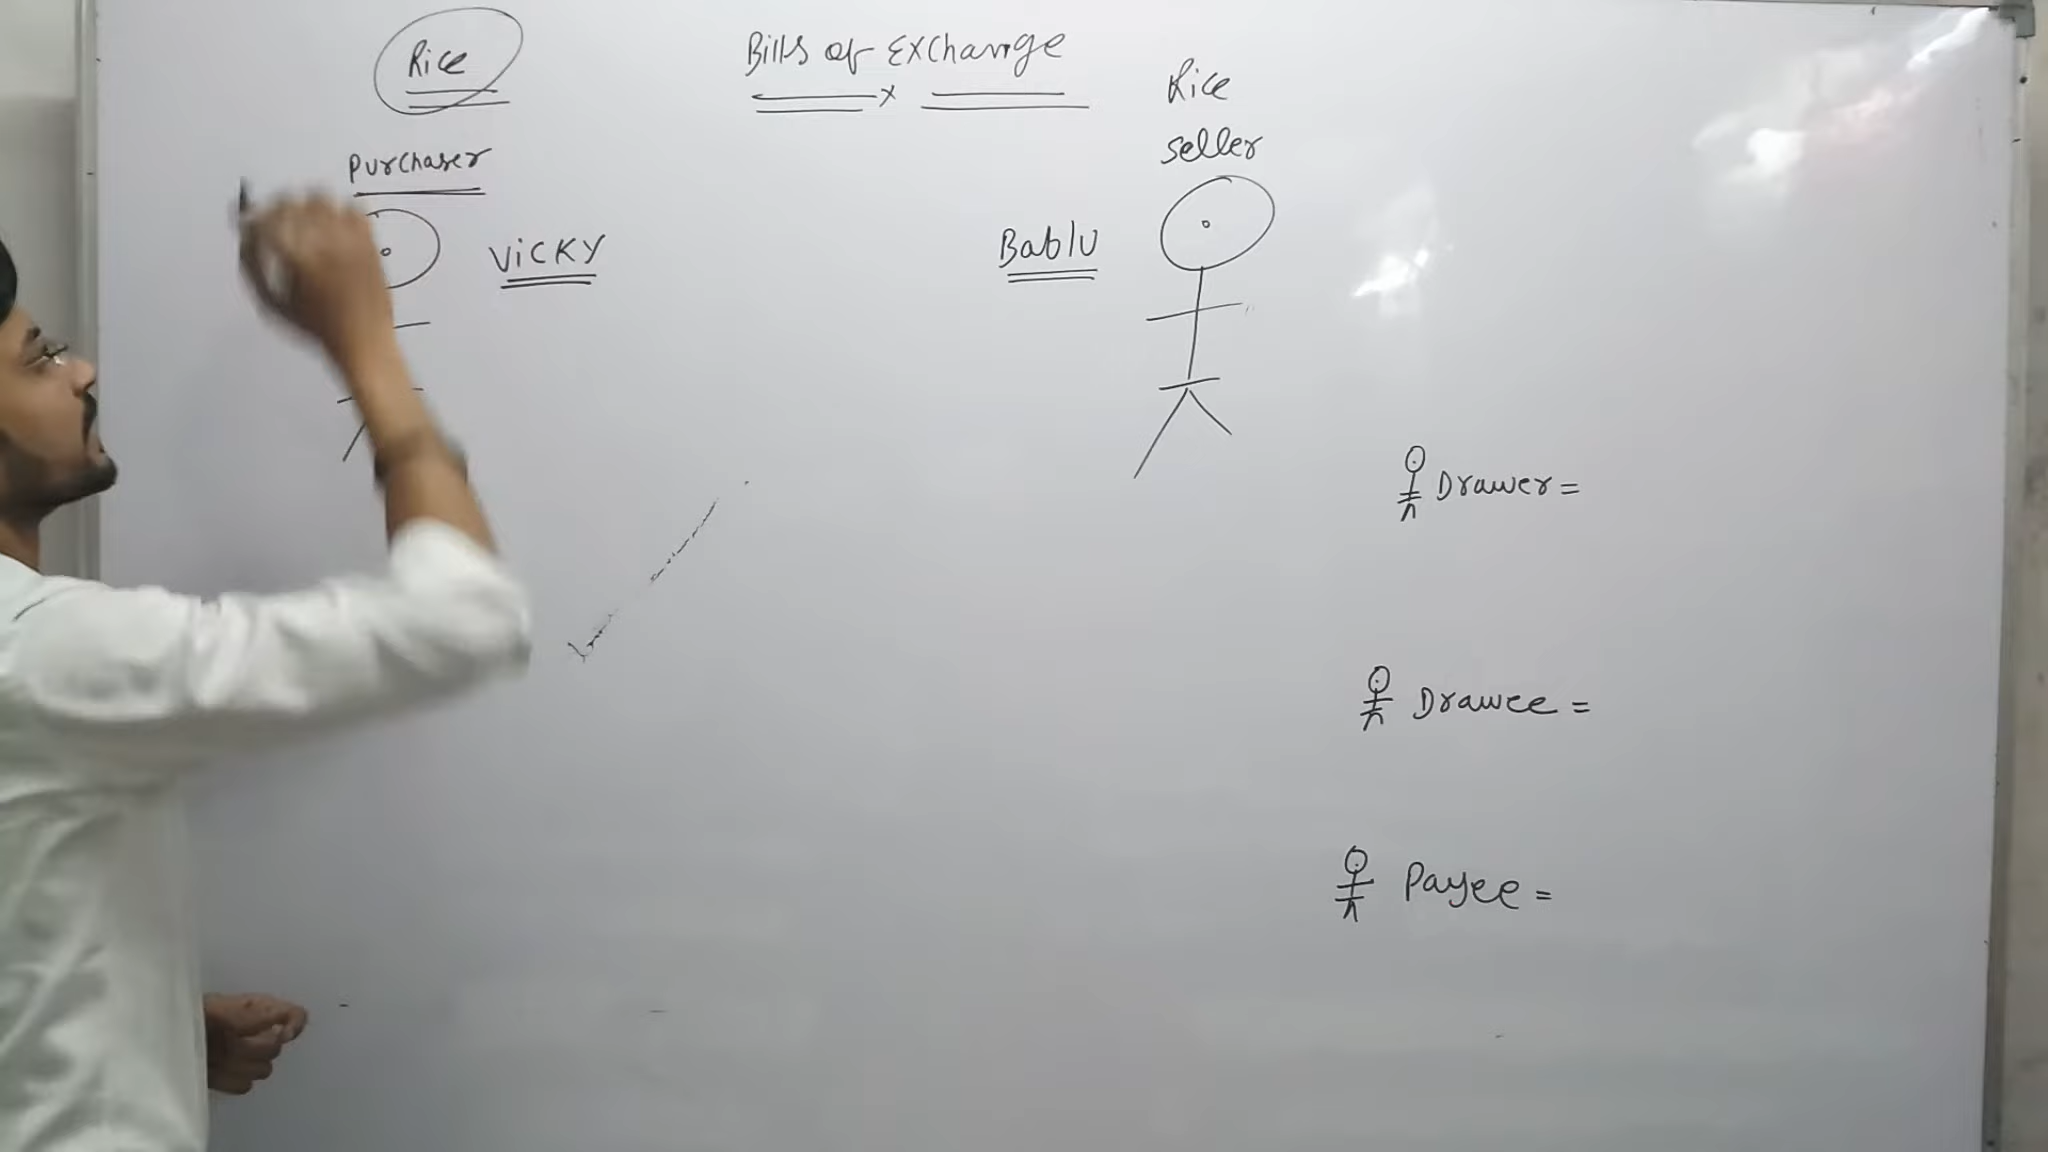 Bills of Exchange
Rice
Purchaser
VICKY
Rice
seller
Bablu
Drawer =
Drawee =
Payee =